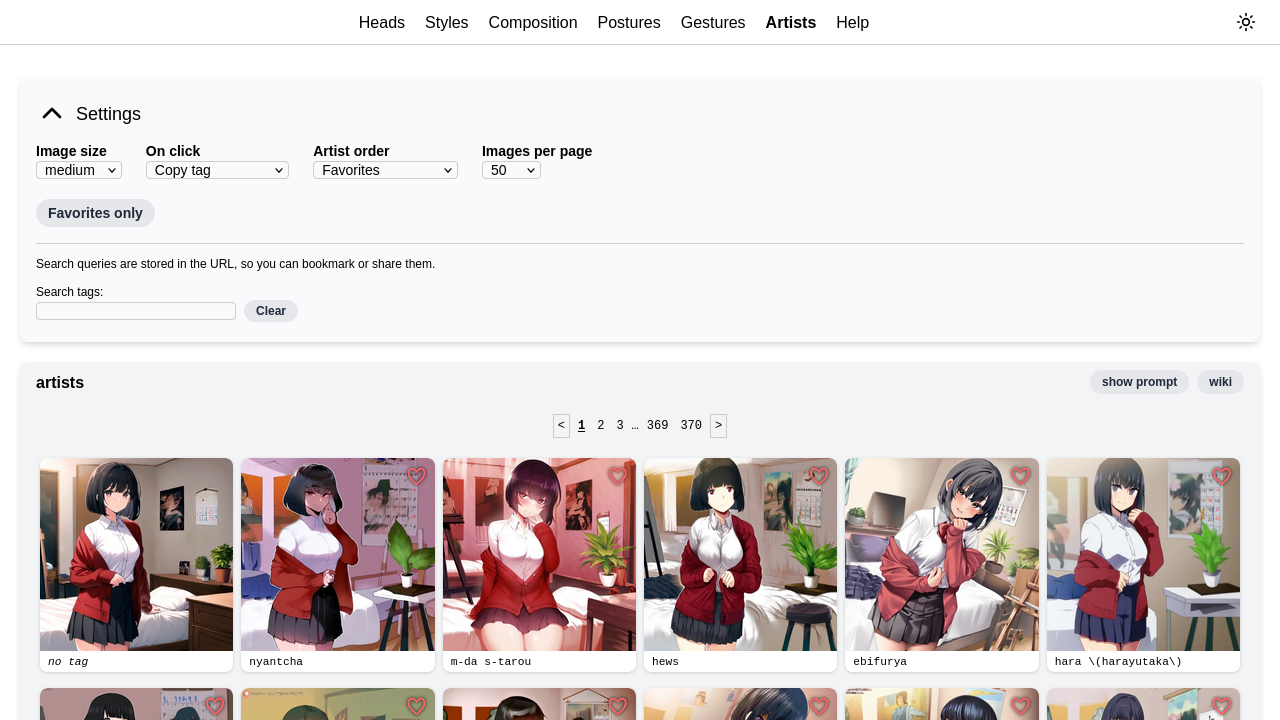 Heads Styles Composition Postures Gestures Artists Help
Settings
Image size On click Artist order Images per page
medium Copy tag Favorites 50
Favorites only
Search queries are stored in the URL, so you can bookmark or share them.
Search tags:
Clear
artists show prompt wiki
< 1 2 3 … 369 370 >
no tag nyantcha m-da s-tarou hews ebifurya hara \(harayutaka\)